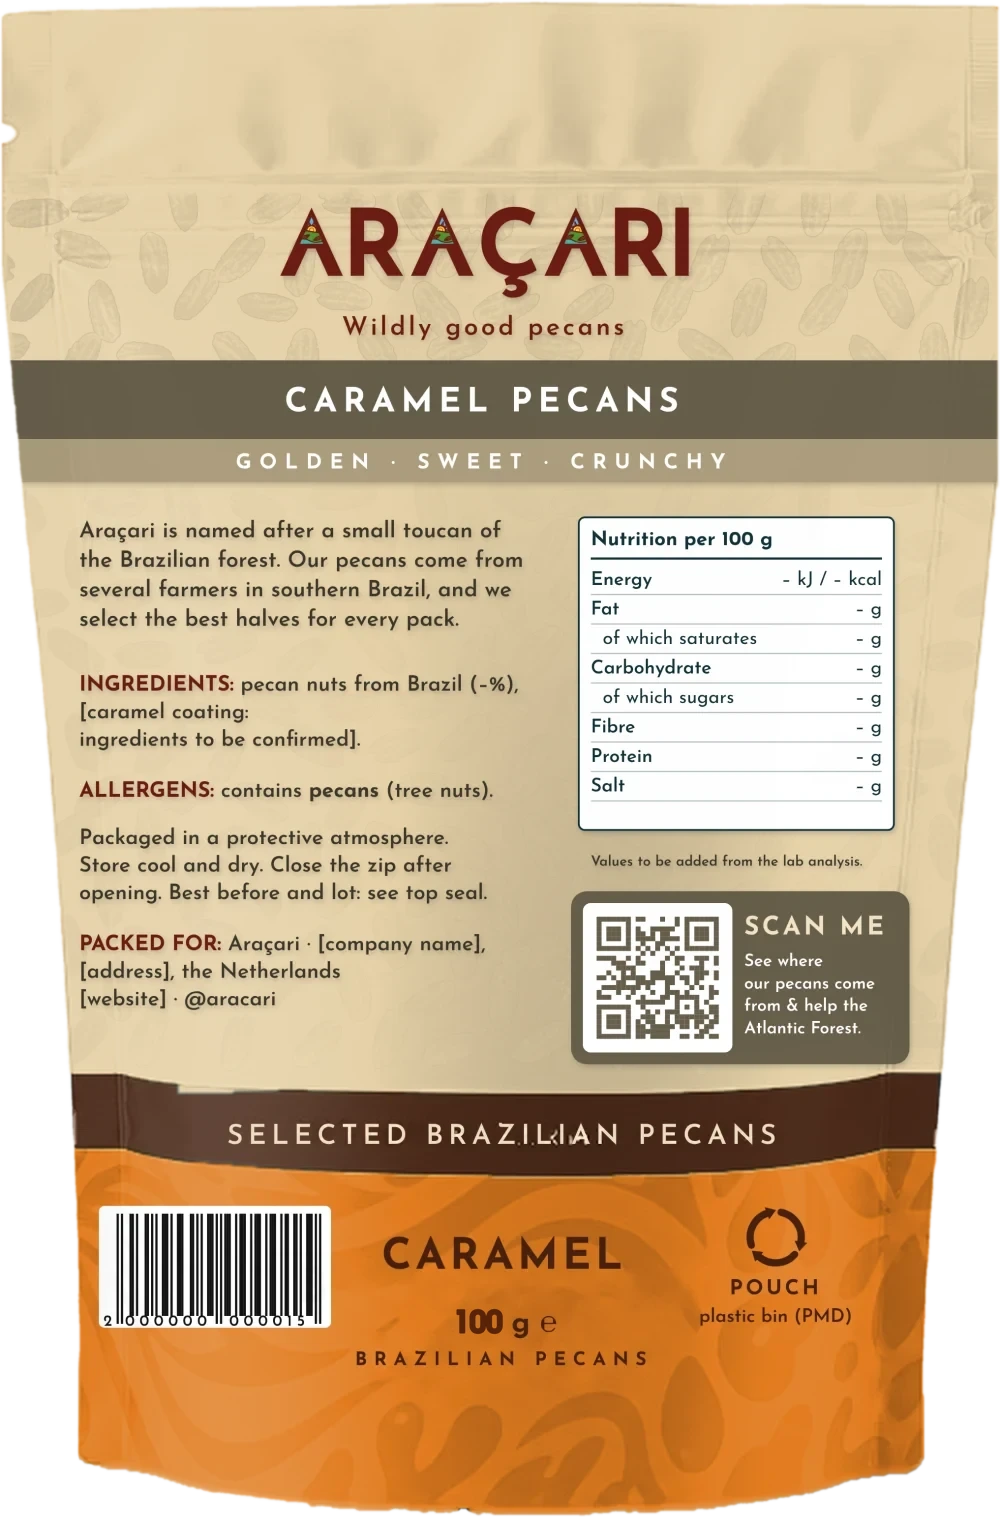 ARAÇARI
Wildly good pecans
CARAMEL PECANS
GOLDEN · SWEET · CRUNCHY
Araçari is named after a small toucan of
the Brazilian forest. Our pecans come from
several farmers in southern Brazil, and we
select the best halves for every pack.
INGREDIENTS: pecan nuts from Brazil (-%),
[caramel coating:
ingredients to be confirmed].
ALLERGENS: contains pecans (tree nuts).
Packaged in a protective atmosphere.
Store cool and dry. Close the zip after
opening. Best before and lot: see top seal.
PACKED FOR: Araçari · [company name],
[address], the Netherlands
[website] · @aracari
Nutrition per 100 g
Energy - kJ / - kcal
Fat - g
of which saturates - g
Carbohydrate - g
of which sugars - g
Fibre - g
Protein - g
Salt - g
Values to be added from the lab analysis.
SCAN ME
See where
our pecans come
from & help the
Atlantic Forest.
SELECTED BRAZILIAN PECANS
2 000000 000015
CARAMEL
100 g ℮
BRAZILIAN PECANS
POUCH
plastic bin (PMD)